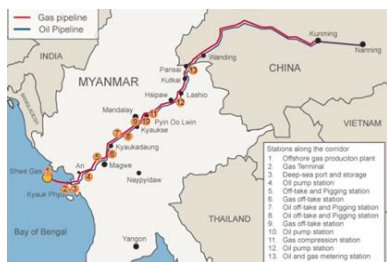 Gas pipeline
Oil Pipeline
INDIA
BANGLADESH
MYANMAR
CHINA
Kunming
Nanning
Wanding
Pansai
Kutkai
Lashio
Hsipaw
Mandalay
Pyin Oo Lwin
Kyaukse
Kysukadaung
Magwe
Naypyidaw
An
Shwe Gas
Kyauk Phyu
Bay of Bengal
Yangon
THAILAND
VIETNAM
Stations along the corridor
1. Offshore gas producton plant
2. Gas Terminal
3. Deep-sea port and storage
4. Oil pump station
5. Off-take and Pigging station
6. Gas off-take station
7. Oil off-take and Pigging station
8. Oil off-take and Pigging station
9. Gas off-take station
10. Oil pump station
11. Gas compression station
12. Oil pump station
13. Oil and gas metering station